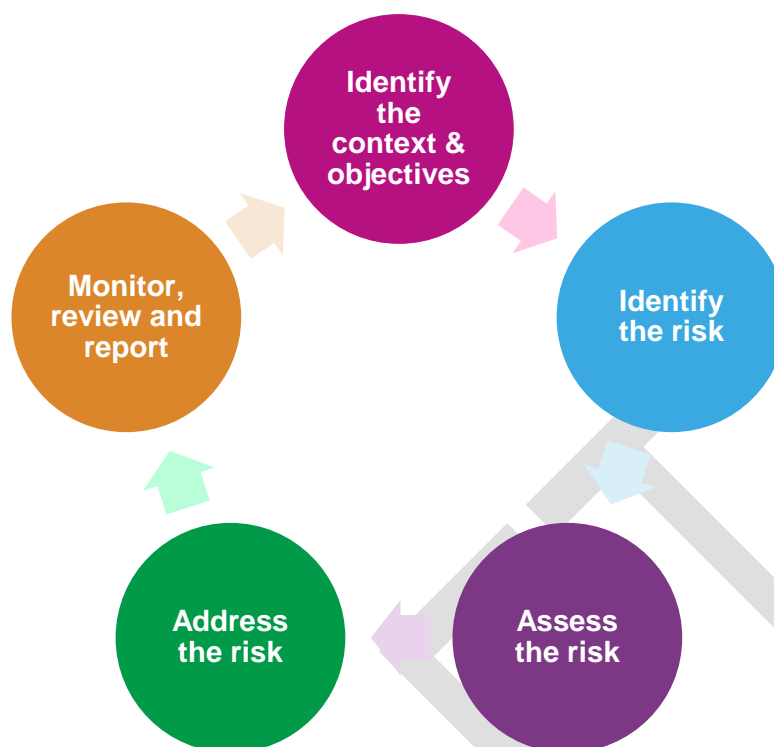 Identify
the
context &
objectives
Identify
the risk
Assess
the risk
Address
the risk
Monitor,
review and
report